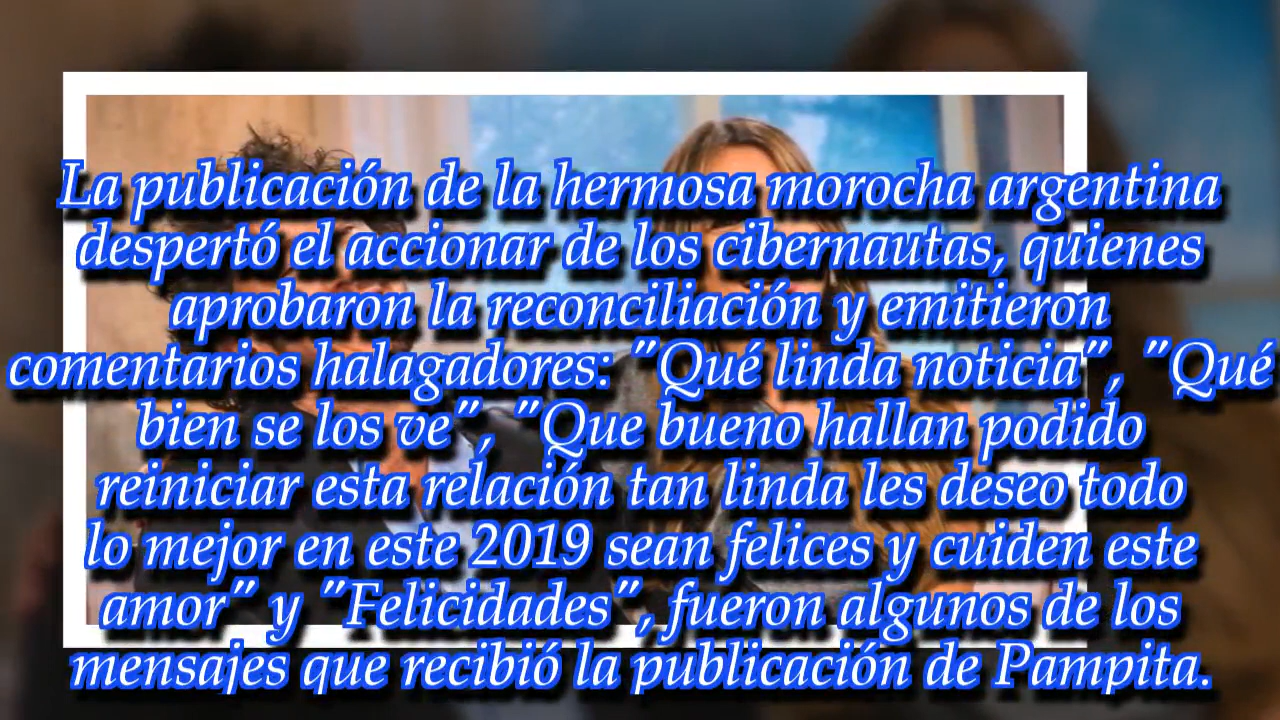 La publicación de la hermosa morocha argentina
despertó el accionar de los cibernautas, quienes
aprobaron la reconciliación y emitieron
comentarios halagadores: "Qué linda noticia", "Qué
bien se los ve", "Que bueno hallan podido
reiniciar esta relación tan linda les deseo todo
lo mejor en este 2019 sean felices y cuiden este
amor" y "Felicidades", fueron algunos de los
mensajes que recibió la publicación de Pampita.